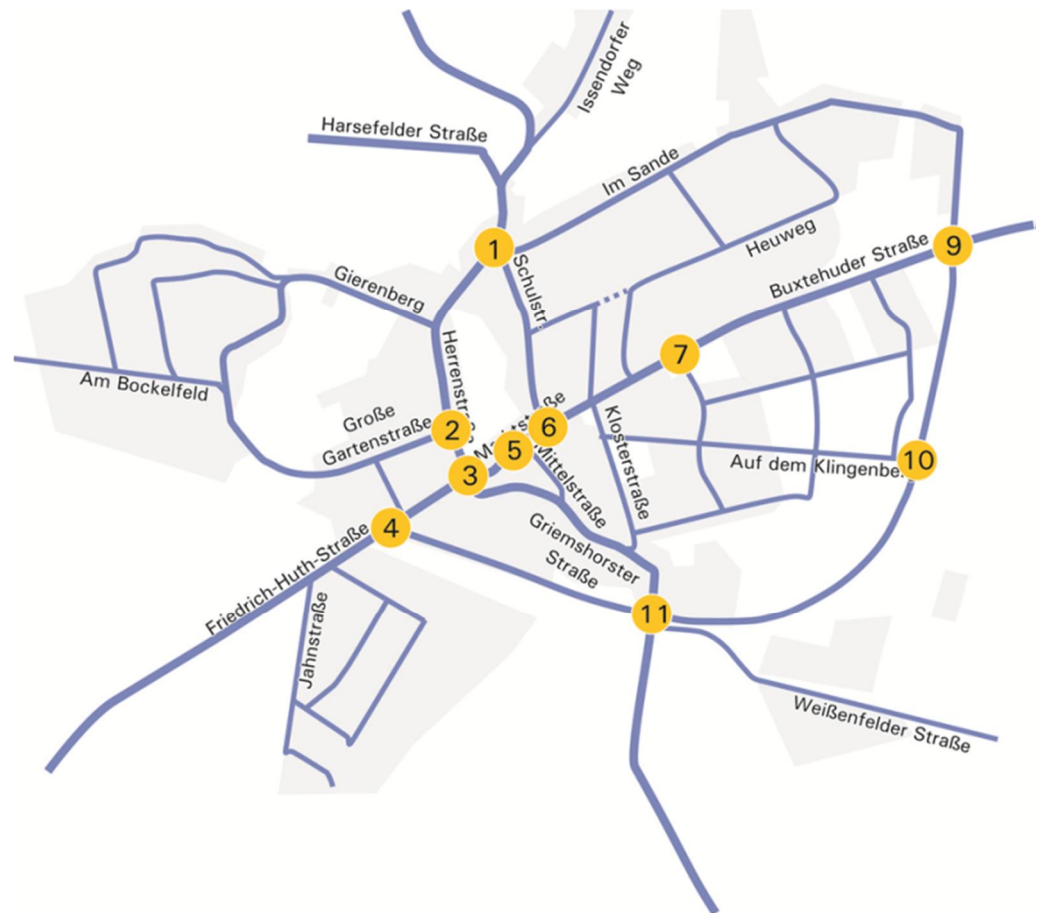 Issendorfer
Weg
Harsefelder Straße
Im Sande
1
Schulstr.
Heuweg
9
Buxtehuder Straße
Gierenberg
Herrenstraße
7
Am Bockelfeld
Große
Gartenstraße
2
Marktstraße
6
5
3
Mittelstraße
Klosterstraße
Auf dem Klingenbe
10
4
Griemshorster
Straße
Friedrich-Huth-Straße
Jahnstraße
11
Weißenfelder Straße